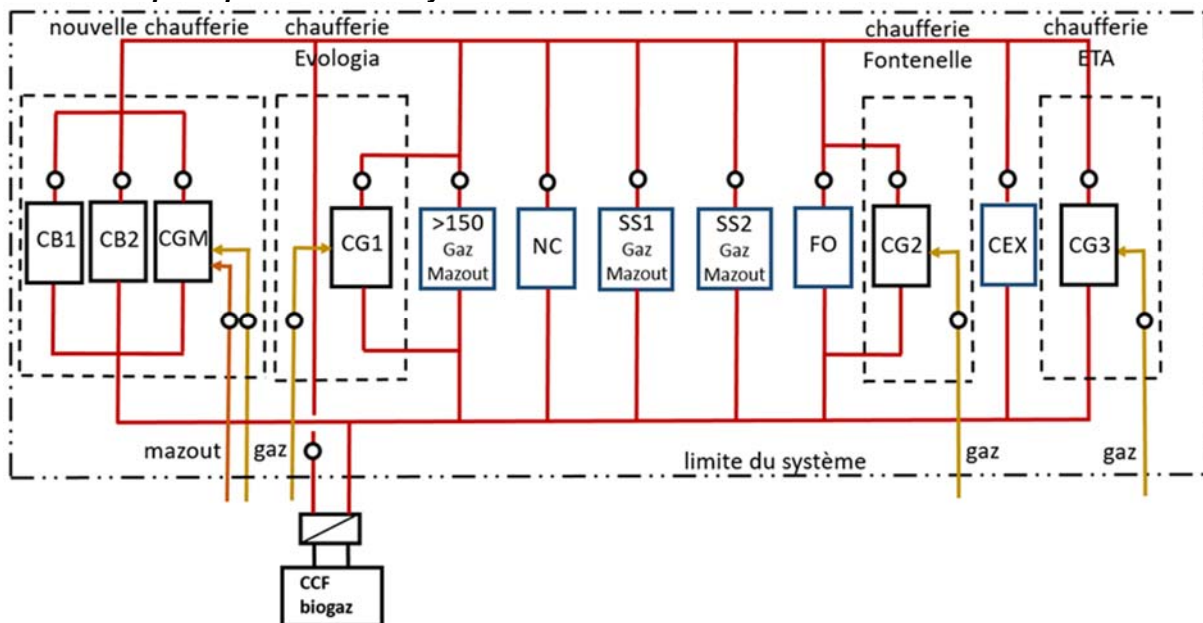 nouvelle chaufferie
chaufferie
Evologia
chaufferie
Fontenelle
chaufferie
ETA
CB1
CB2
CGM
CG1
>150
Gaz
Mazout
NC
SS1
Gaz
Mazout
SS2
Gaz
Mazout
FO
CG2
CEX
CG3
mazout
gaz
limite du système
gaz
gaz
CCF
biogaz